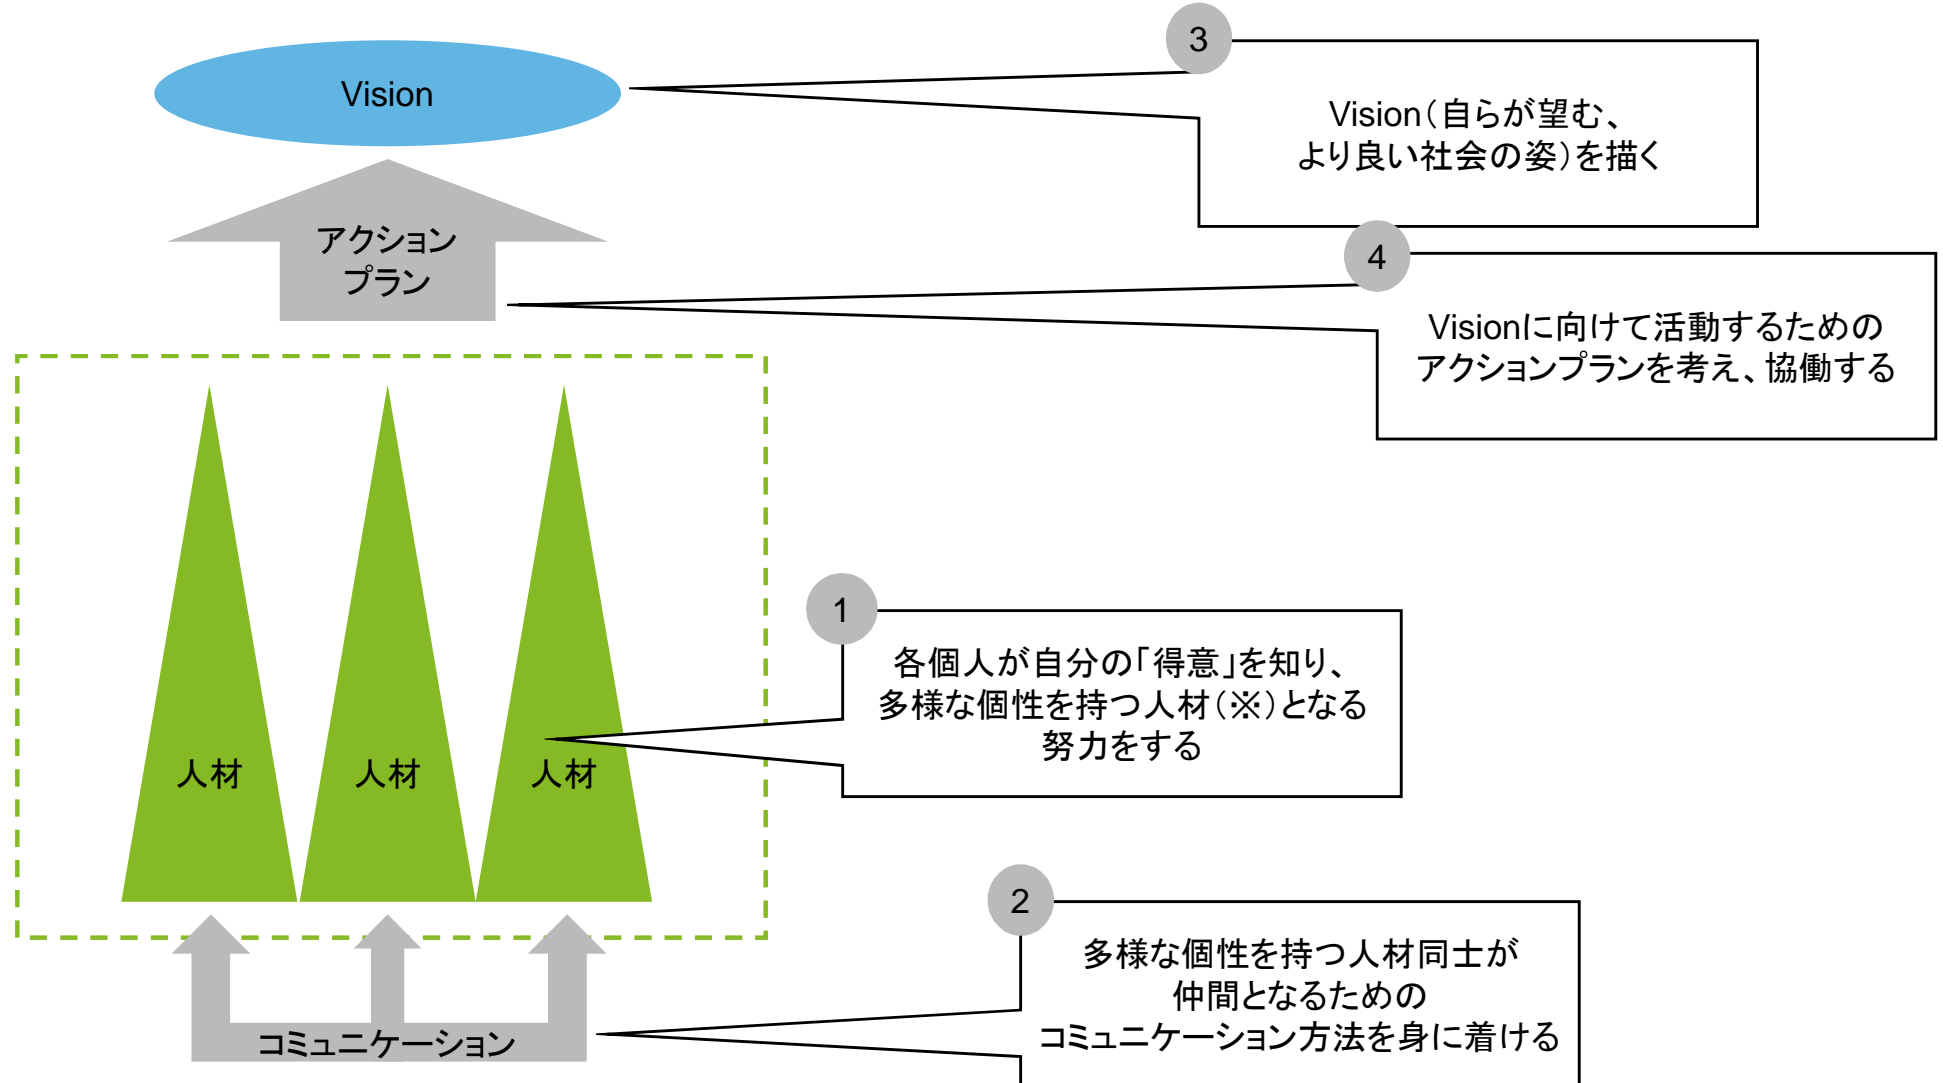 3
Vision
Vision（自らが望む、
より良い社会の姿）を描く
アクション
プラン
4
Visionに向けて活動するための
アクションプランを考え、協働する
1
各個人が自分の「得意」を知り、
多様な個性を持つ人材（※）となる
努力をする
人材
人材
人材
2
多様な個性を持つ人材同士が
仲間となるための
コミュニケーション方法を身に着ける
コミュニケーション